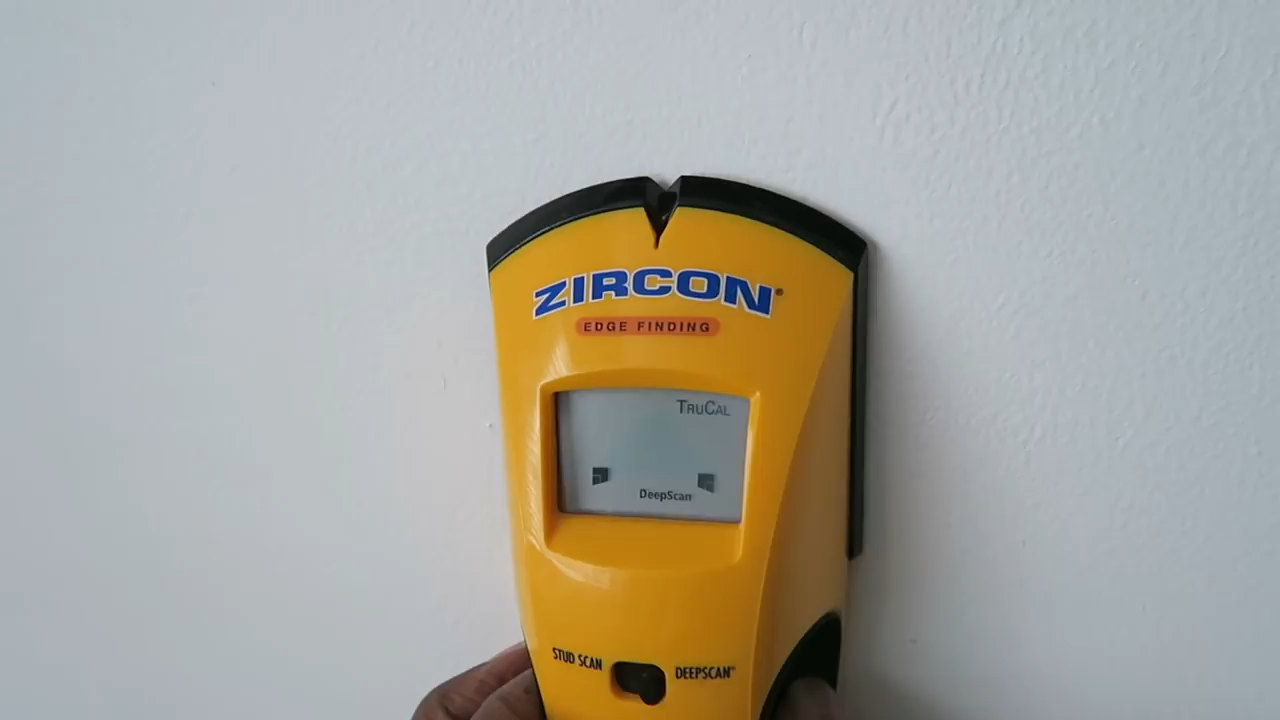 ZIRCON®
EDGE FINDING
TRUCAL
DeepScan
STUD SCAN
DEEPSCAN®